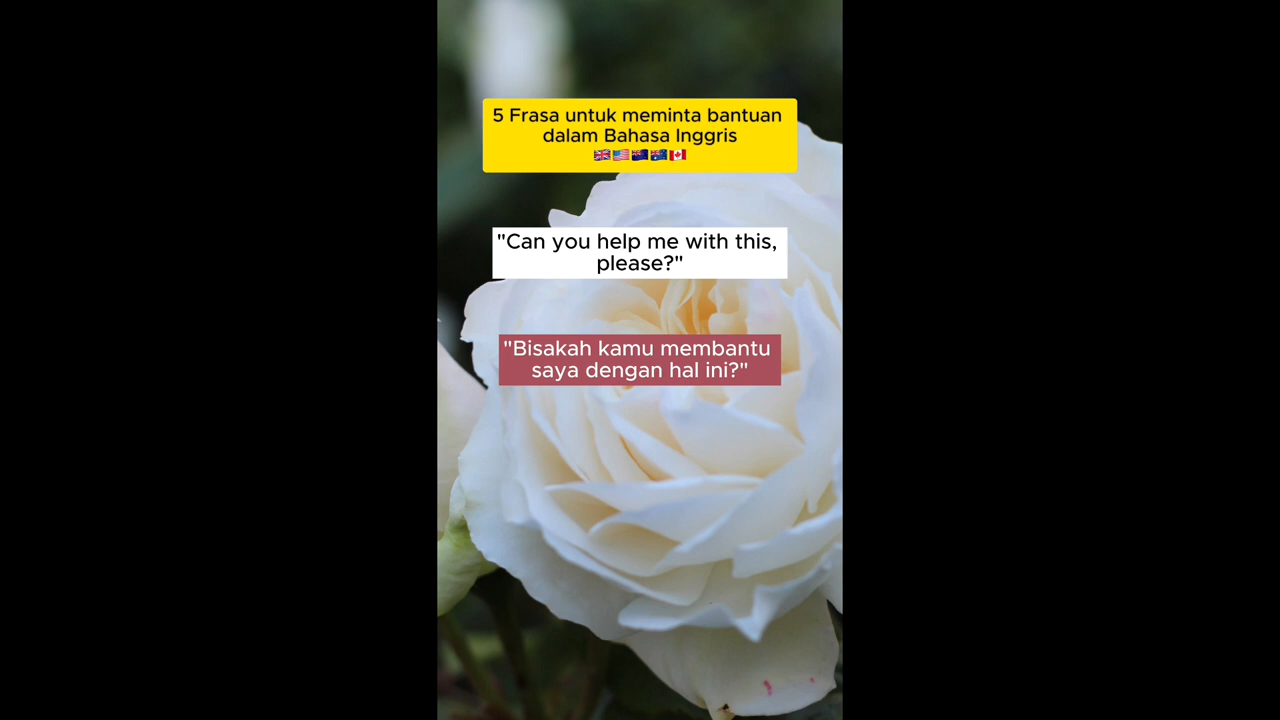 5 Frasa untuk meminta bantuan
dalam Bahasa Inggris
🇬🇧🇺🇸🇳🇿🇦🇺🇨🇦
"Can you help me with this,
please?"
"Bisakah kamu membantu
saya dengan hal ini?"